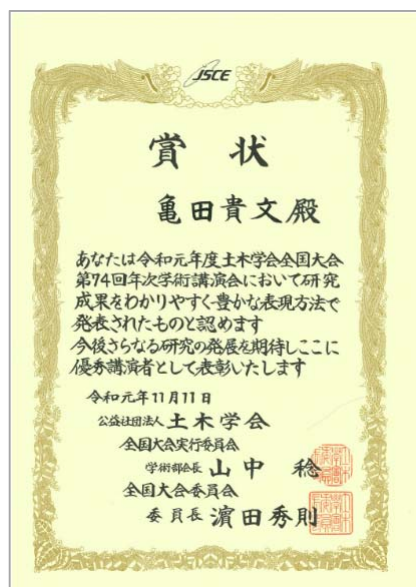 JSCE
賞状
亀田貴文殿
あなたは令和元年度土木学会全国大会
第74回年次学術講演会において研究
成果をわかりやすく豊かな表現方法で
発表されたものと認めます
今後さらなる研究の発展を期待しここに
優秀講演者として表彰いたします
令和元年11月11日
公益社団法人 土木学会
全国大会実行委員会
学術部会長 山中 稔
全国大会委員会
委員長 濵田秀則